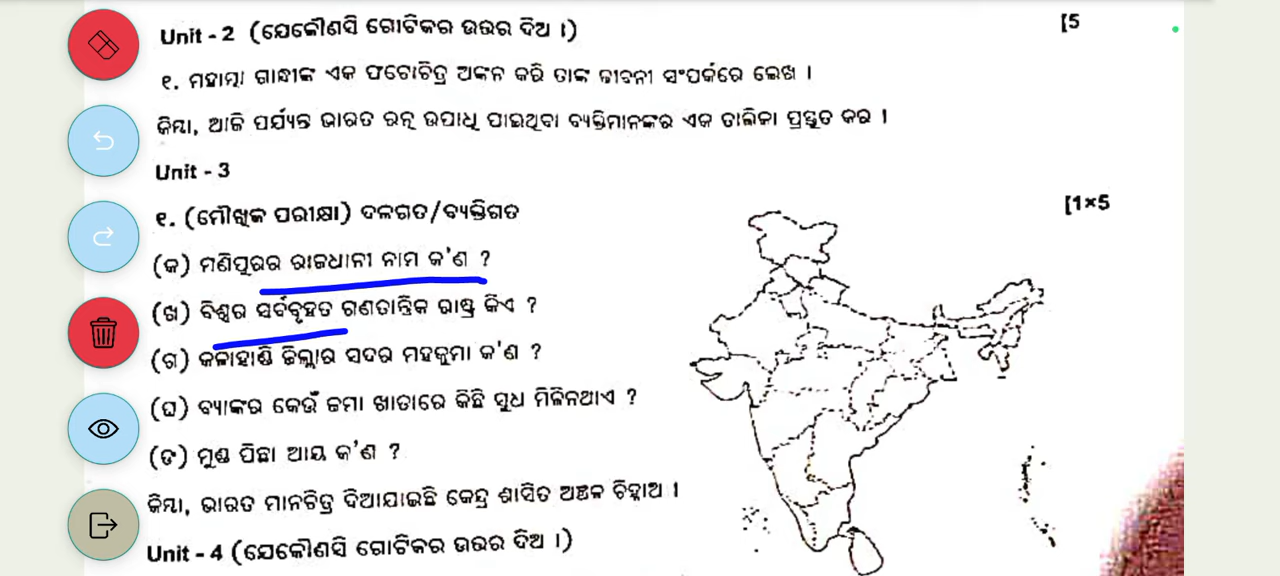 Unit - 2 (ଯେକୌଣସି ଗୋଟିକର ଉତ୍ତର ଦିଅ ।) [5
୧. ମହାତ୍ମା ଗାନ୍ଧୀଙ୍କ ଏକ ଫଟୋଚିତ୍ର ଅଙ୍କନ କରି ତାଙ୍କ ଜୀବନୀ ସଂପର୍କରେ ଲେଖ ।
କିମ୍ବା, ଆଜି ପର୍ଯ୍ୟନ୍ତ ଭାରତ ରତ୍ନ ଉପାଧି ପାଇଥିବା ବ୍ୟକ୍ତିମାନଙ୍କର ଏକ ତାଲିକା ପ୍ରସ୍ତୁତ କର ।
Unit - 3
୧. (ମୌଖିକ ପରୀକ୍ଷା) ଦଳଗତ/ବ୍ୟକ୍ତିଗତ [1×5
(କ) ମଣିପୁରର ରାଜଧାନୀ ନାମ କ'ଣ ?
(ଖ) ବିଶ୍ୱର ସର୍ବବୃହତ ଗଣତାନ୍ତ୍ରିକ ରାଷ୍ଟ୍ର କିଏ ?
(ଗ) କଳାହାଣ୍ଡି ଜିଲ୍ଲାର ସଦର ମହକୁମା କ'ଣ ?
(ଘ) ବ୍ୟାଙ୍କର କେଉଁ ଜମା ଖାତାରେ କିଛି ସୁଧ ମିଳିନଥାଏ ?
(ଙ) ମୁଣ୍ଡ ପିଛା ଆୟ କ'ଣ ?
କିମ୍ବା, ଭାରତ ମାନଚିତ୍ର ଦିଆଯାଇଛି କେନ୍ଦ୍ର ଶାସିତ ଅଞ୍ଚଳ ଚିହ୍ନାଅ ।
Unit - 4 (ଯେକୌଣସି ଗୋଟିକର ଉତ୍ତର ଦିଅ ।)